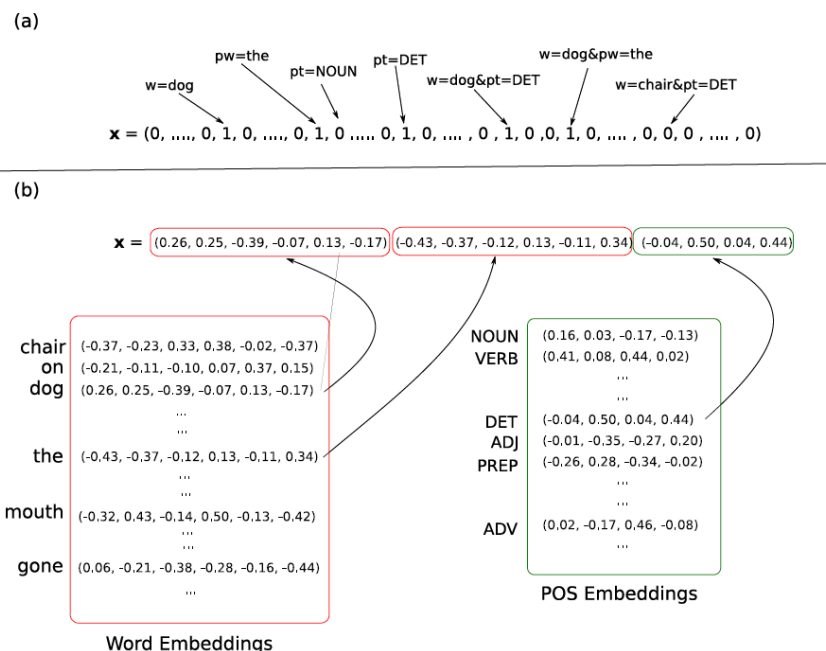 (a)
w=dog
pw=the
pt=NOUN
pt=DET
w=dog&pt=DET
w=dog&pw=the
w=chair&pt=DET
x = (0, ...., 0, 1, 0, ...., 0, 1, 0 ..... 0, 1, 0, .... , 0 , 1, 0 ,0, 1, 0, .... , 0, 0, 0 , .... , 0)
(b)
x = (0.26, 0.25, -0.39, -0.07, 0.13, -0.17) (-0.43, -0.37, -0.12, 0.13, -0.11, 0.34) (-0.04, 0.50, 0.04, 0.44)
chair (-0.37, -0.23, 0.33, 0.38, -0.02, -0.37)
on (-0.21, -0.11, -0.10, 0.07, 0.37, 0.15)
dog (0.26, 0.25, -0.39, -0.07, 0.13, -0.17)
...
...
the (-0.43, -0.37, -0.12, 0.13, -0.11, 0.34)
...
...
mouth (-0.32, 0.43, -0.14, 0.50, -0.13, -0.42)
...
...
gone (0.06, -0.21, -0.38, -0.28, -0.16, -0.44)
...
Word Embeddings
NOUN (0.16, 0.03, -0.17, -0.13)
VERB (0.41, 0.08, 0.44, 0.02)
...
...
DET (-0.04, 0.50, 0.04, 0.44)
ADJ (-0.01, -0.35, -0.27, 0.20)
PREP (-0.26, 0.28, -0.34, -0.02)
...
...
ADV (0.02, -0.17, 0.46, -0.08)
...
POS Embeddings